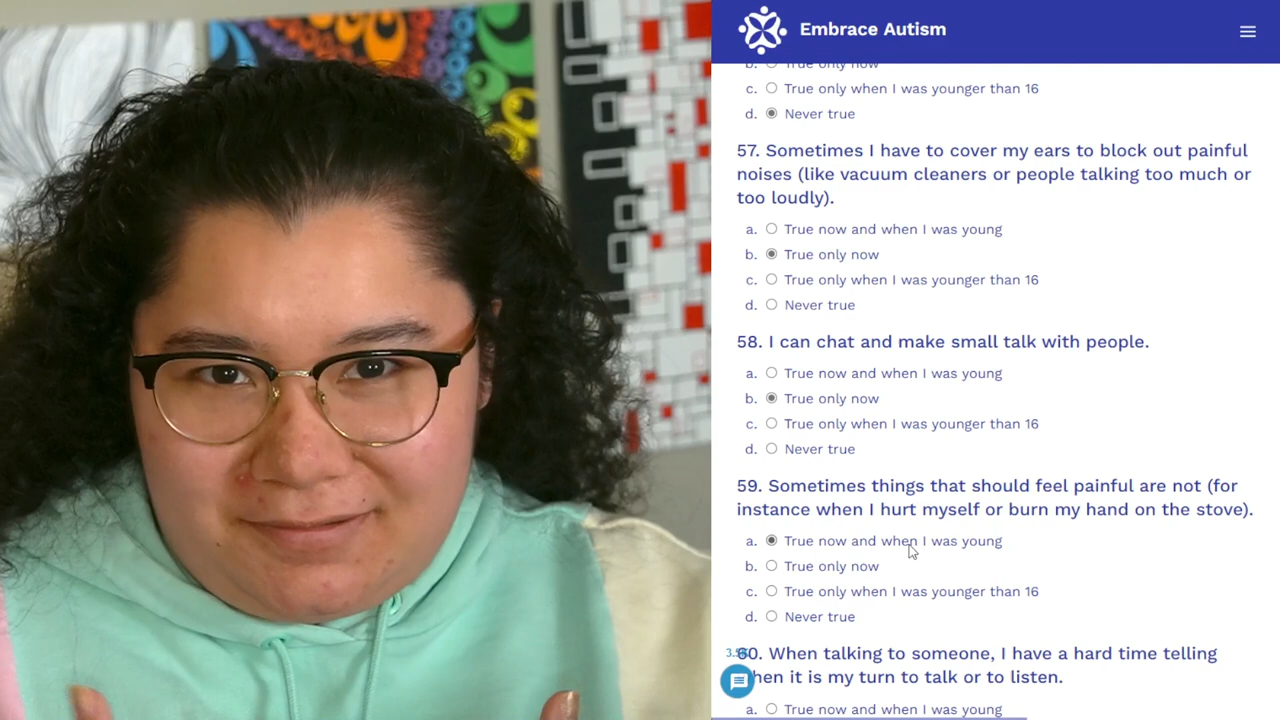 Embrace Autism
b. True only now
c. True only when I was younger than 16
d. Never true
57. Sometimes I have to cover my ears to block out painful
noises (like vacuum cleaners or people talking too much or
too loudly).
a. True now and when I was young
b. True only now
c. True only when I was younger than 16
d. Never true
58. I can chat and make small talk with people.
a. True now and when I was young
b. True only now
c. True only when I was younger than 16
d. Never true
59. Sometimes things that should feel painful are not (for
instance when I hurt myself or burn my hand on the stove).
a. True now and when I was young
b. True only now
c. True only when I was younger than 16
d. Never true
60. When talking to someone, I have a hard time telling
when it is my turn to talk or to listen.
a. True now and when I was young